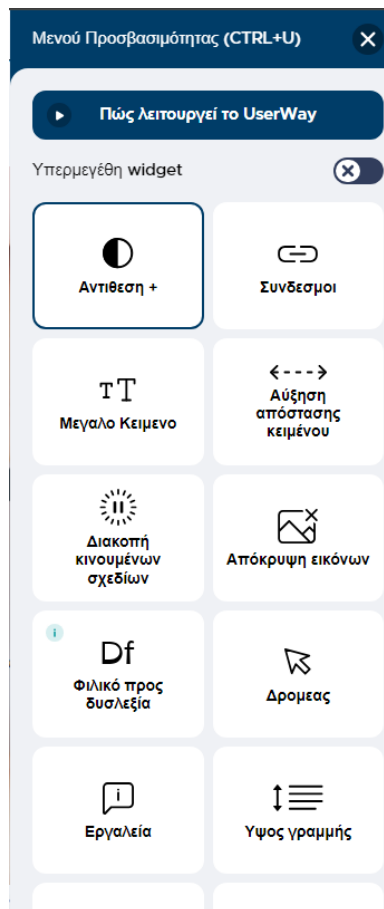 Μενού Προσβασιμότητας (CTRL+U)
Πώς λειτουργεί το UserWay
Υπερμεγέθη widget
Αντιθεση +
Συνδεσμοι
TT
Μεγαλο Κειμενο
Αύξηση
απόστασης
κειμένου
Διακοπή
κινουμένων
σχεδίων
Απόκρυψη εικόνων
i
Df
Φιλικό προς
δυσλεξία
Δρομεας
i
Εργαλεία
Υψος γραμμής